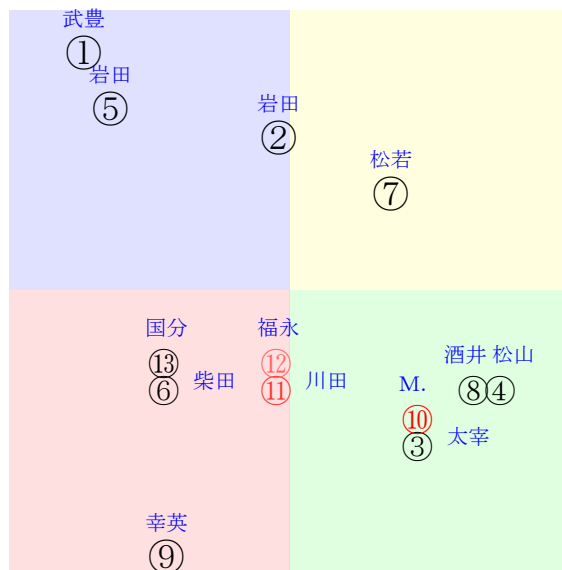 武豊
①
岩田
⑤
岩田
②
松若
⑦
国分
⑬
⑥ 柴田
福永
⑫
⑪ 川田
M.
⑩
③ 太宰
酒井 松山
⑧④
幸英
⑨